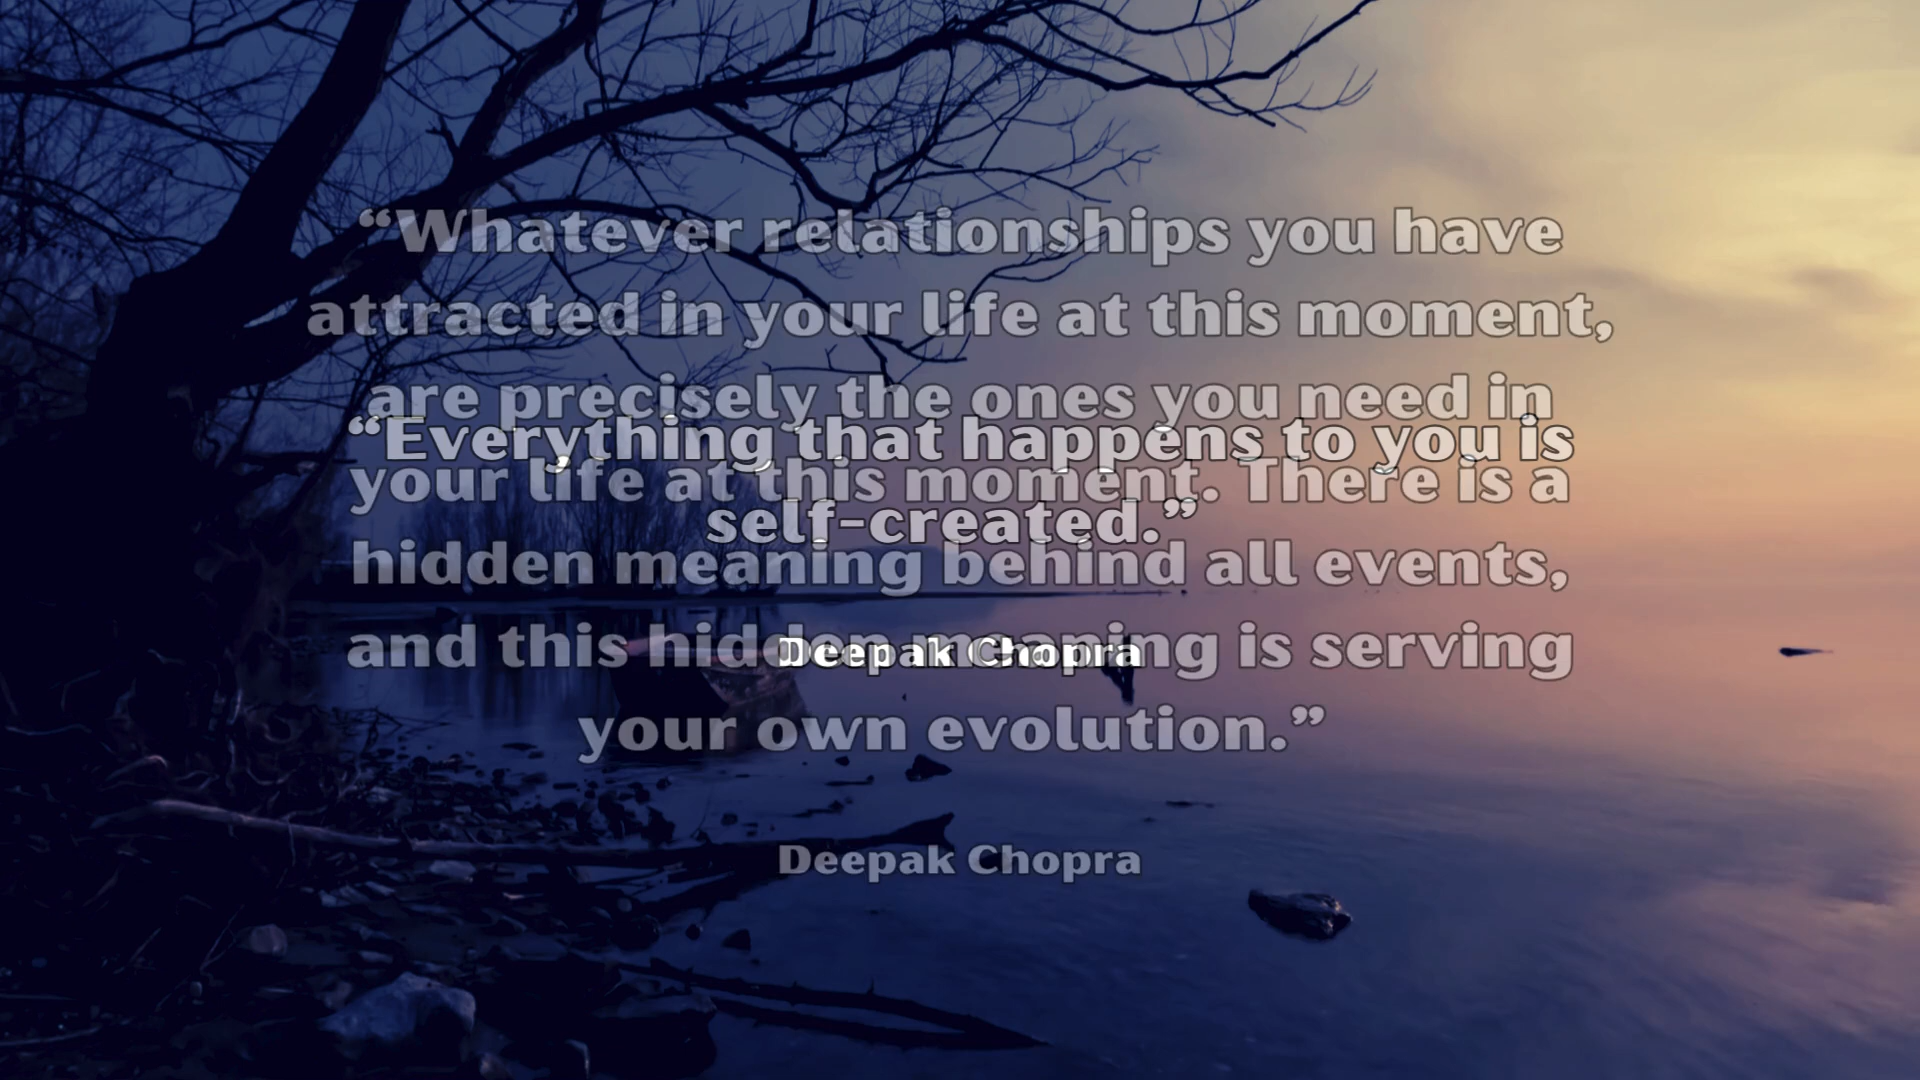 “Whatever relationships you have
attracted in your life at this moment,
are precisely the ones you need in
your life at this moment. There is a
hidden meaning behind all events,
and this hidden meaning is serving
your own evolution.”
Deepak Chopra
“Everything that happens to you is
self-created.”
Deepak Chopra